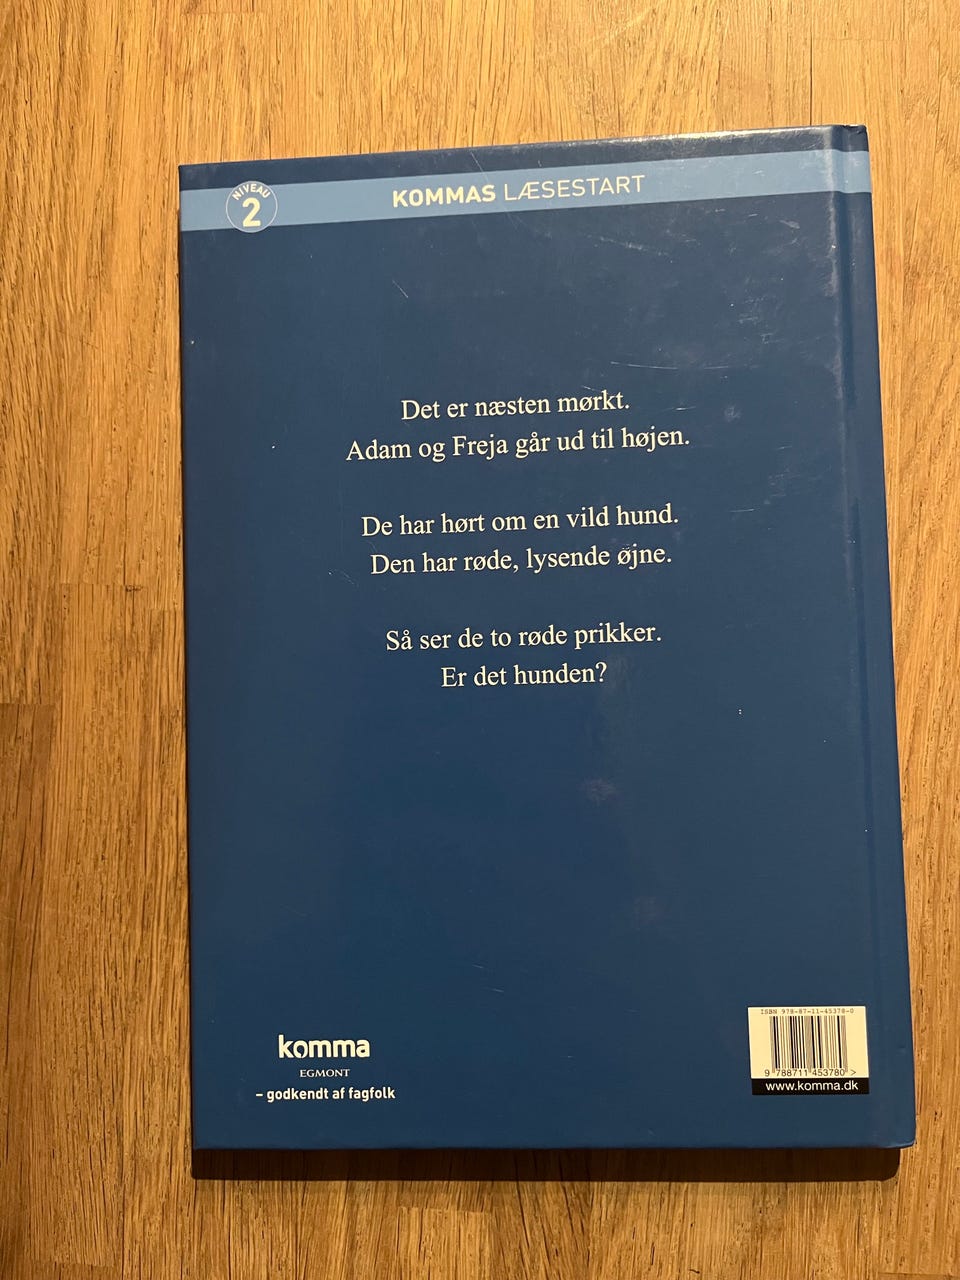 NIVEAU
2
KOMMAS LÆSESTART
Det er næsten mørkt.
Adam og Freja går ud til højen.
De har hørt om en vild hund.
Den har røde, lysende øjne.
Så ser de to røde prikker.
Er det hunden?
komma
EGMONT
– godkendt af fagfolk
ISBN 978-87-11-45378-0
9 788711 453780 >
www.komma.dk